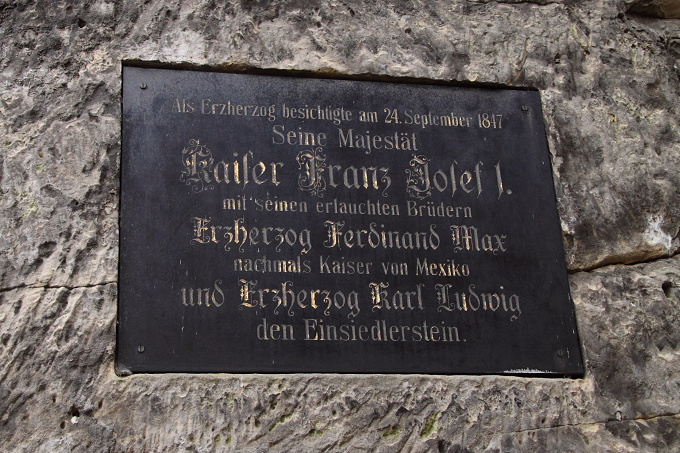 Als Erzherzog besichtigte am 24. September 1847
Seine Majestät
Kaiser Franz Josef I.
mit seinen erlauchten Brüdern
Erzherzog Ferdinand Max
nachmals Kaiser von Mexiko
und Erzherzog Karl Ludwig
den Einsiedlerstein.